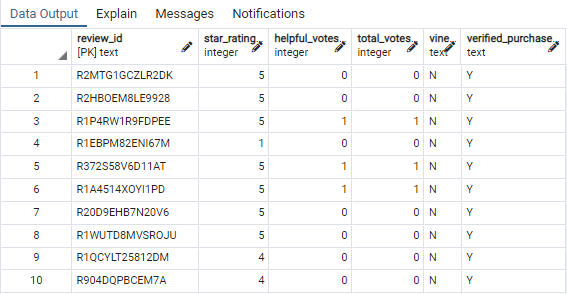 Data Output Explain Messages Notifications
review_id star_rating helpful_votes total_votes vine verified_purchase
[PK] text integer integer integer text text
1 R2MTG1GCZLR2DK 5 0 0 N Y
2 R2HBOEM8LE9928 5 0 0 N Y
3 R1P4RW1R9FDPEE 5 1 1 N Y
4 R1EBPM82ENI67M 1 0 0 N Y
5 R372S58V6D11AT 5 1 1 N Y
6 R1A4514XOYI1PD 5 1 1 N Y
7 R20D9EHB7N20V6 5 0 0 N Y
8 R1WUTD8MVSROJU 5 0 0 N Y
9 R1QCYLT25812DM 4 0 0 N Y
10 R904DQPBCEM7A 4 0 0 N Y